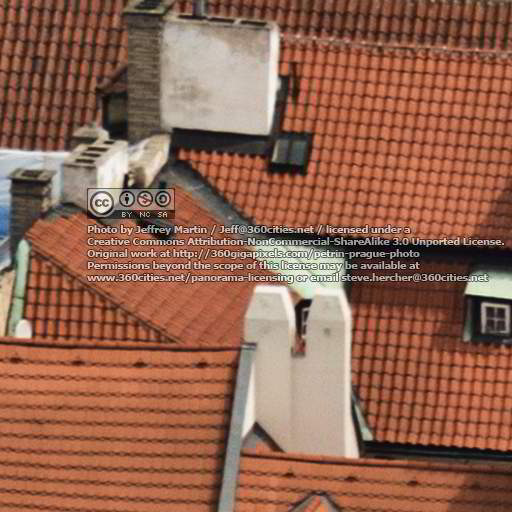 cc
BY NC SA
Photo by Jeffrey Martin / Jeff@360cities.net / licensed under a
Creative Commons Attribution-NonCommercial-ShareAlike 3.0 Unported License.
Original work at http://360gigapixels.com/petrin-prague-photo
Permissions beyond the scope of this license may be available at
www.360cities.net/panorama-licensing or email steve.hercher@360cities.net